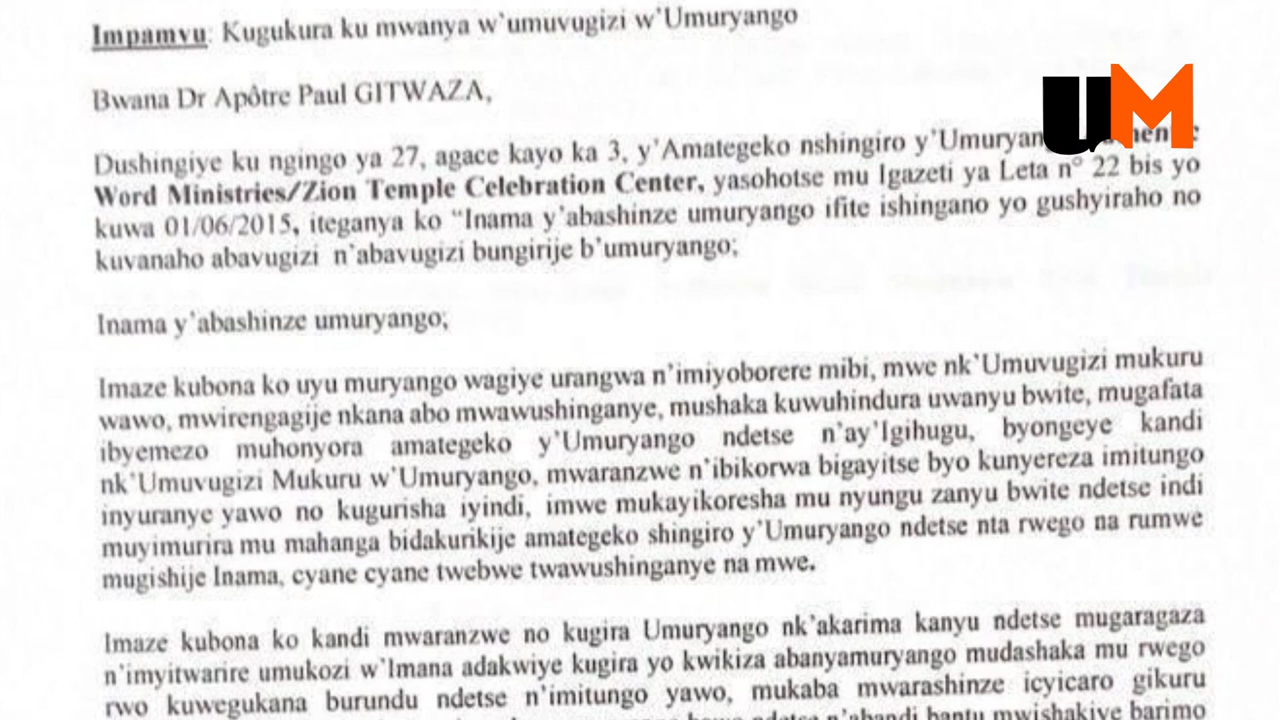 Impamvu: Kugukura ku mwanya w'umuvugizi w'Umuryango
Bwana Dr Apôtre Paul GITWAZA,
UM
Dushingiye ku ngingo ya 27, agace kayo ka 3, y'Amategeko nshingiro y'Umuryan
Word Ministries/Zion Temple Celebration Center, yasohotse mu Igazeti ya Leta n° 22 bis yo
kuwa 01/06/2015, iteganya ko “Inama y'abashinze umuryango ifite ishingano yo gushyiraho no
kuvanaho abavugizi n'abavugizi bungirije b'umuryango;
Inama y'abashinze umuryango;
Imaze kubona ko uyu muryango wagiye urangwa n'imiyoborere mibi, mwe nk'Umuvugizi mukuru
wawo, mwirengagije nkana abo mwawushinganye, mushaka kuwuhindura uwanyu bwite, mugafata
ibyemezo muhonyora amategeko y'Umuryango ndetse n'ay'Igihugu, byongeye kandi
nk'Umuvugizi Mukuru w'Umuryango, mwaranzwe n'ibikorwa bigayitse byo kunyereza imitungo
inyuranye yawo no kugurisha iyindi, imwe mukayikoresha mu nyungu zanyu bwite ndetse indi
muyimurira mu mahanga bidakurikije amategeko shingiro y'Umuryango ndetse nta rwego na rumwe
mugishije Inama, cyane cyane twebwe twawushinganye na mwe.
Imaze kubona ko kandi mwaranzwe no kugira Umuryango nk'akarima kanyu ndetse mugaragaza
n'imyitwarire umukozi w'Imana adakwiye kugira yo kwikiza abanyamuryango mudashaka mu rwego
rwo kuwegukana burundu ndetse n'imitungo yawo, mukaba mwarashinze icyicaro gikuru
ndetse n'abandi bantu mwishakiye barimo